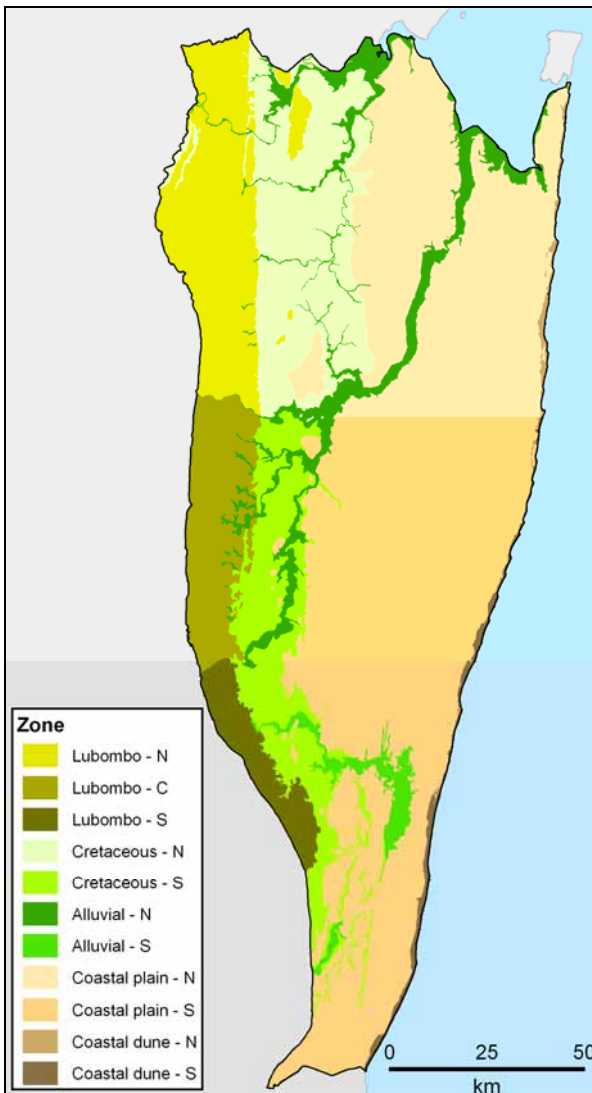 Zone
Lubombo - N
Lubombo - C
Lubombo - S
Cretaceous - N
Cretaceous - S
Alluvial - N
Alluvial - S
Coastal plain - N
Coastal plain - S
Coastal dune - N
Coastal dune - S
0 25 50
km